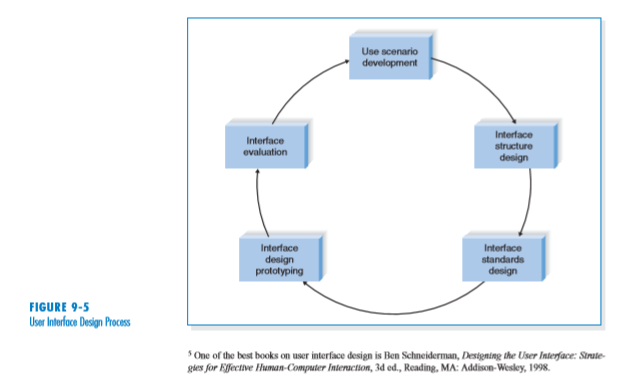 Use scenario
development
Interface
evaluation
Interface
structure
design
Interface
design
prototyping
Interface
standards
design
FIGURE 9-5
User Interface Design Process
5 One of the best books on user interface design is Ben Schneiderman, Designing the User Interface: Strate-
gies for Effective Human-Computer Interaction, 3d ed., Reading, MA: Addison-Wesley, 1998.